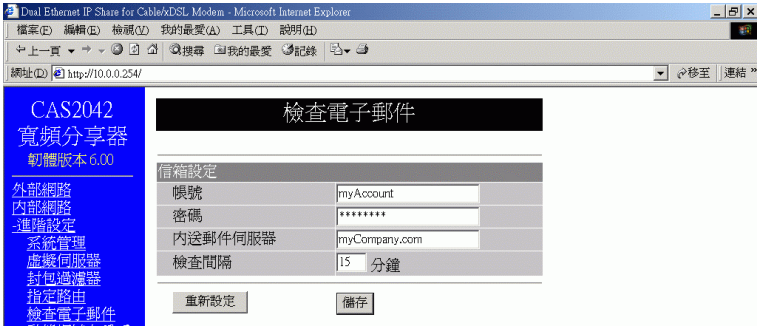 Dual Ethernet IP Share for Cable/xDSL Modem - Microsoft Internet Explorer
檔案(F) 編輯(E) 檢視(V) 我的最愛(A) 工具(T) 說明(H)
上一頁 搜尋 我的最愛 記錄
網址(D) http://10.0.0.254/ 移至 連結 »
CAS2042
寬頻分享器
韌體版本 6.00
外部網路
內部網路
-進階設定
系統管理
虛擬伺服器
封包過濾器
指定路由
檢查電子郵件
檢查電子郵件
信箱設定
帳號 myAccount
密碼 ********
內送郵件伺服器 myCompany.com
檢查間隔 15 分鐘
重新設定 儲存